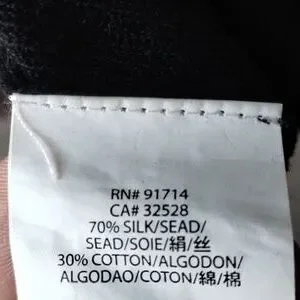 RN# 91714
CA# 32528
70% SILK/SEAD/
SEAD/SOIE/絹/丝
30% COTTON/ALGODON/
ALGODAO/COTON/綿/棉